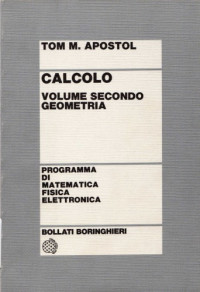 TOM M. APOSTOL
CALCOLO
VOLUME SECONDO
GEOMETRIA
PROGRAMMA
DI
MATEMATICA
FISICA
ELETTRONICA
BOLLATI BORINGHIERI